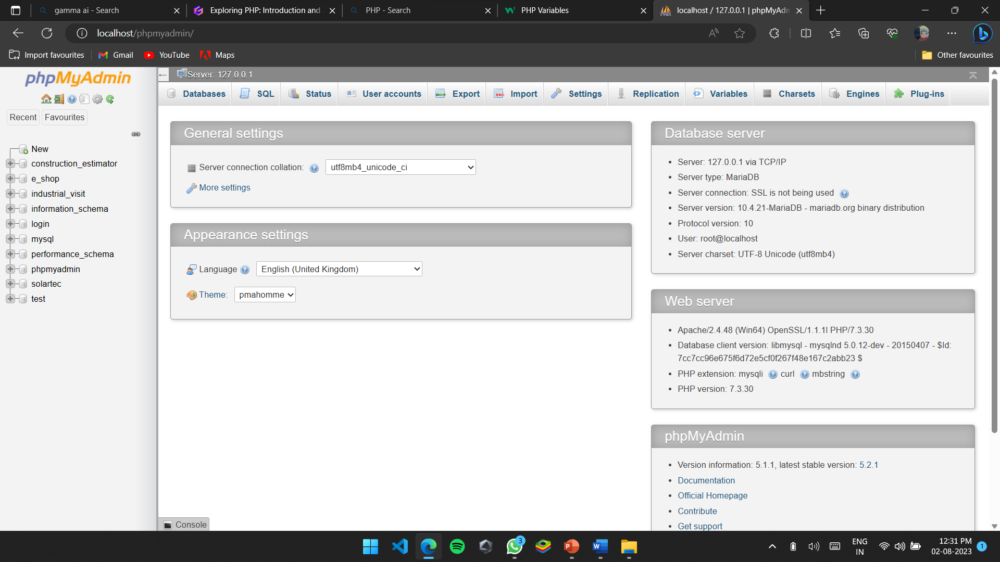 gamma ai - Search
Exploring PHP: Introduction and
PHP - Search
PHP Variables
localhost / 127.0.0.1 | phpMyAdm
localhost/phpmyadmin/
Import favourites
Gmail
YouTube
Maps
Other favourites
phpMyAdmin
Recent
Favourites
New
construction_estimator
e_shop
industrial_visit
information_schema
login
mysql
performance_schema
phpmyadmin
solartec
test
Server: 127.0.0.1
Databases
SQL
Status
User accounts
Export
Import
Settings
Replication
Variables
Charsets
Engines
Plug-ins
General settings
Server connection collation:
utf8mb4_unicode_ci
More settings
Appearance settings
Language
English (United Kingdom)
Theme:
pmahomme
Database server
Server: 127.0.0.1 via TCP/IP
Server type: MariaDB
Server connection: SSL is not being used
Server version: 10.4.21-MariaDB - mariadb.org binary distribution
Protocol version: 10
User: root@localhost
Server charset: UTF-8 Unicode (utf8mb4)
Web server
Apache/2.4.48 (Win64) OpenSSL/1.1.1l PHP/7.3.30
Database client version: libmysql - mysqlnd 5.0.12-dev - 20150407 - $Id:
7cc7cc96e675f6d72e5cf0f267f48e167c2abb23 $
PHP extension: mysqli curl mbstring
PHP version: 7.3.30
phpMyAdmin
Version information: 5.1.1, latest stable version: 5.2.1
Documentation
Official Homepage
Contribute
Get support
Console
3
ENG
IN
12:31 PM
02-08-2023
1